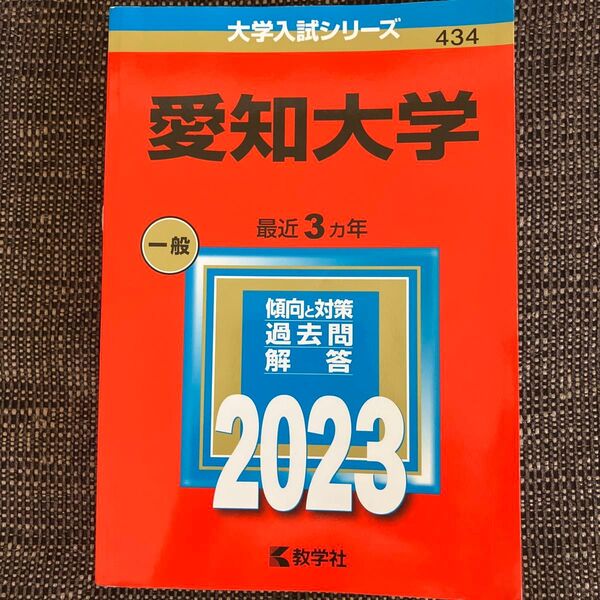 大学入試シリーズ
434
愛知大学
最近3カ年
一般
傾向と対策
過去問
解答
2023
教学社